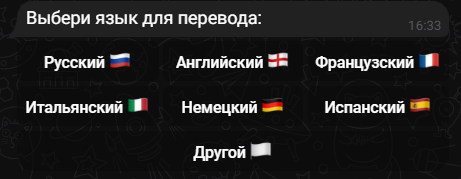 Выбери язык для перевода:
16:33
Русский 🇷🇺 Английский 🏴󠁧󠁢󠁥󠁮󠁧󠁿 Французский 🇫🇷
Итальянский 🇮🇹 Немецкий 🇩🇪 Испанский 🇪🇸
Другой 🏳️